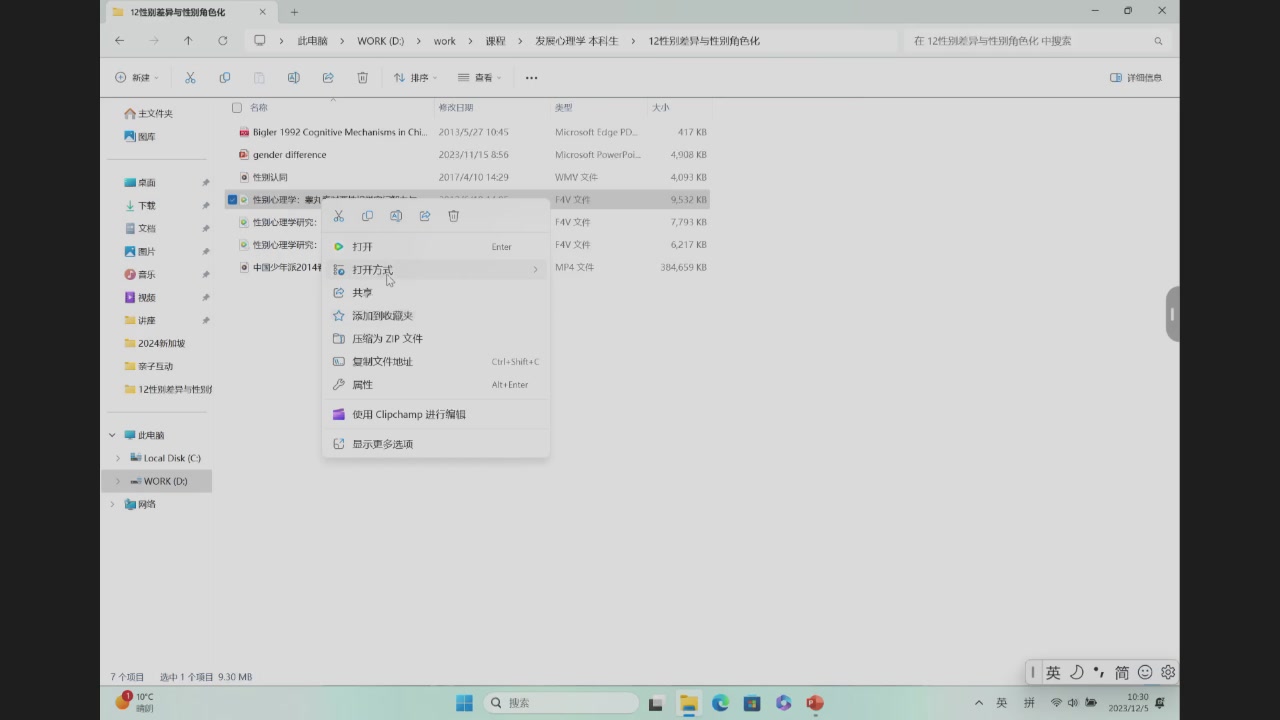 12性别差异与性别角色化
此电脑 WORK (D:) work 课程 发展心理学 本科生 12性别差异与性别角色化
在 12性别差异与性别角色化 中搜索
新建 排序 查看 ••• 详细信息
主文件夹
图库
桌面
下载
文档
图片
音乐
视频
讲座
2024新加坡
亲子互动
12性别差异与性别
此电脑
Local Disk (C:)
WORK (D:)
网络
名称 修改日期 类型 大小
Bigler 1992 Cognitive Mechanisms in Chi... 2013/5/27 10:45 Microsoft Edge PD... 417 KB
gender difference 2023/11/15 8:56 Microsoft PowerPoi... 4,908 KB
性别认同 2017/4/10 14:29 WMV 文件 4,093 KB
性别心理学：睾丸 F4V 文件 9,532 KB
性别心理学研究： F4V 文件 7,793 KB
性别心理学研究： F4V 文件 6,217 KB
中国少年派2014 MP4 文件 384,659 KB
打开 Enter
打开方式
共享
添加到收藏夹
压缩为 ZIP 文件
复制文件地址 Ctrl+Shift+C
属性 Alt+Enter
使用 Clipchamp 进行编辑
显示更多选项
7 个项目 选中 1 个项目 9.30 MB
英 简
1
10°C
晴朗
搜索
英 拼
10:30
2023/12/5